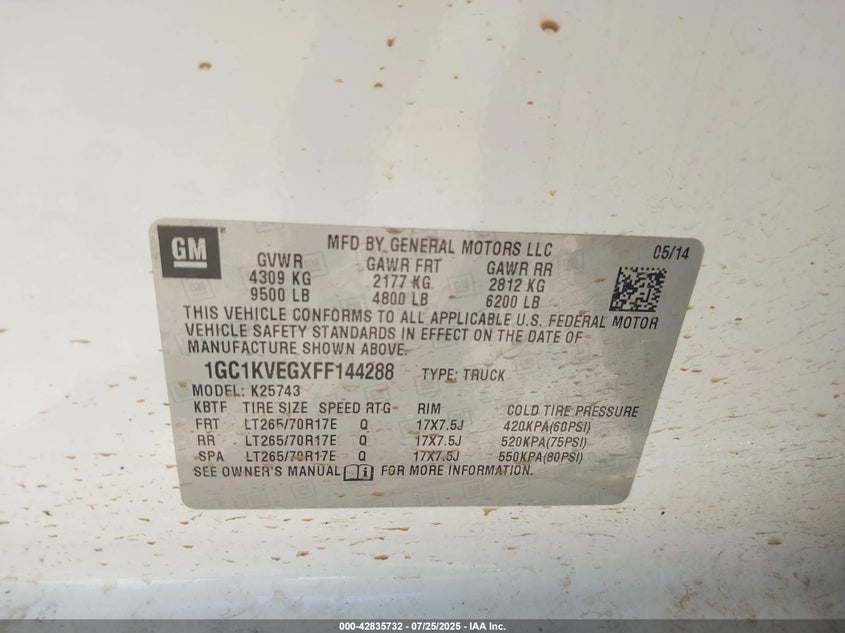 GM
MFD BY GENERAL MOTORS LLC
05/14
GVWR GAWR FRT GAWR RR
4309 KG 2177 KG 2812 KG
9500 LB 4800 LB 6200 LB
THIS VEHICLE CONFORMS TO ALL APPLICABLE U.S. FEDERAL MOTOR
VEHICLE SAFETY STANDARDS IN EFFECT ON THE DATE OF
MANUFACTURE SHOWN ABOVE.
1GC1KVEGXFF144288 TYPE: TRUCK
MODEL: K25743
KBTF TIRE SIZE SPEED RTG RIM COLD TIRE PRESSURE
FRT LT265/70R17E Q 17X7.5J 420KPA(60PSI)
RR LT265/70R17E Q 17X7.5J 520KPA(75PSI)
SPA LT265/70R17E Q 17X7.5J 550KPA(80PSI)
SEE OWNER'S MANUAL FOR MORE INFORMATION.
000-42835732 - 07/25/2025 - IAA Inc.